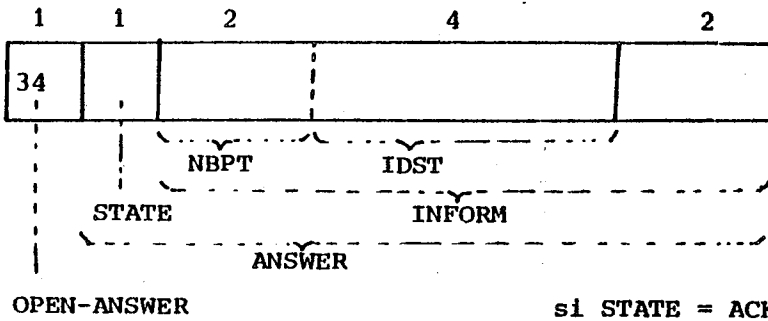 1 1 2 4 2
34
NBPT IDST
STATE INFORM
ANSWER
OPEN-ANSWER si STATE = ACK